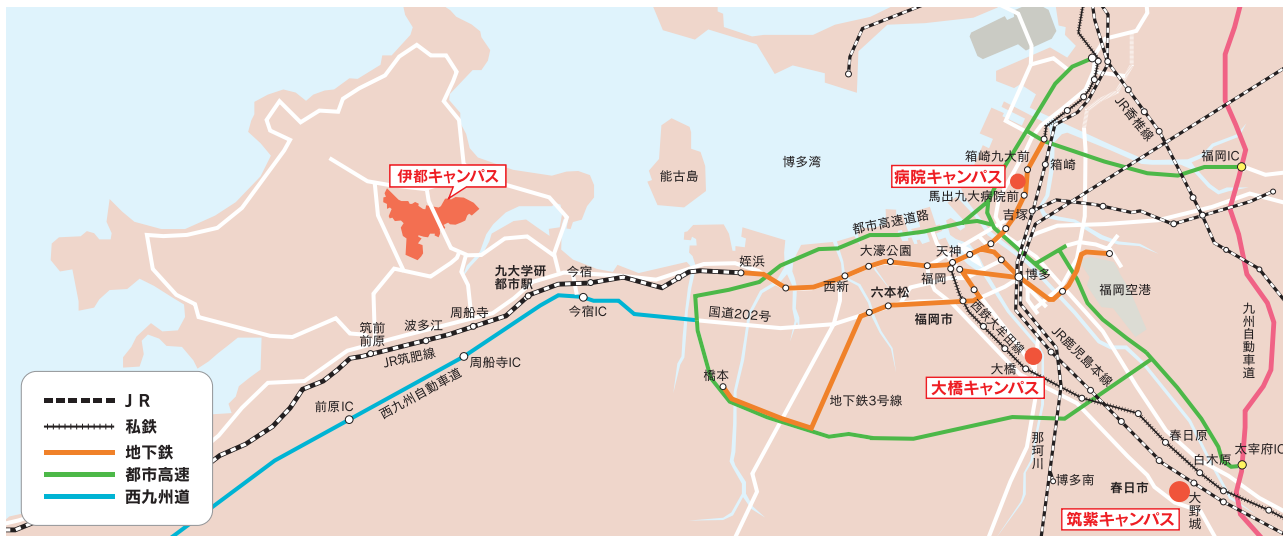 伊都キャンパス
能古島
博多湾
病院キャンパス
箱崎九大前
箱崎
馬出九大病院前
吉塚
JR香椎線
福岡IC
都市高速道路
大濠公園
天神
福岡
博多
福岡空港
姪浜
西新
六本松
福岡市
九大学研
都市駅
今宿
今宿IC
国道202号
周船寺
波多江
筑前
前原
JR筑肥線
周船寺IC
西九州自動車道
前原IC
橋本
地下鉄3号線
西鉄大牟田線
大橋
大橋キャンパス
JR鹿児島本線
九州自動車道
那珂川
博多南
春日原
白木原
太宰府IC
春日市
大野城
筑紫キャンパス
JR
私鉄
地下鉄
都市高速
西九州道